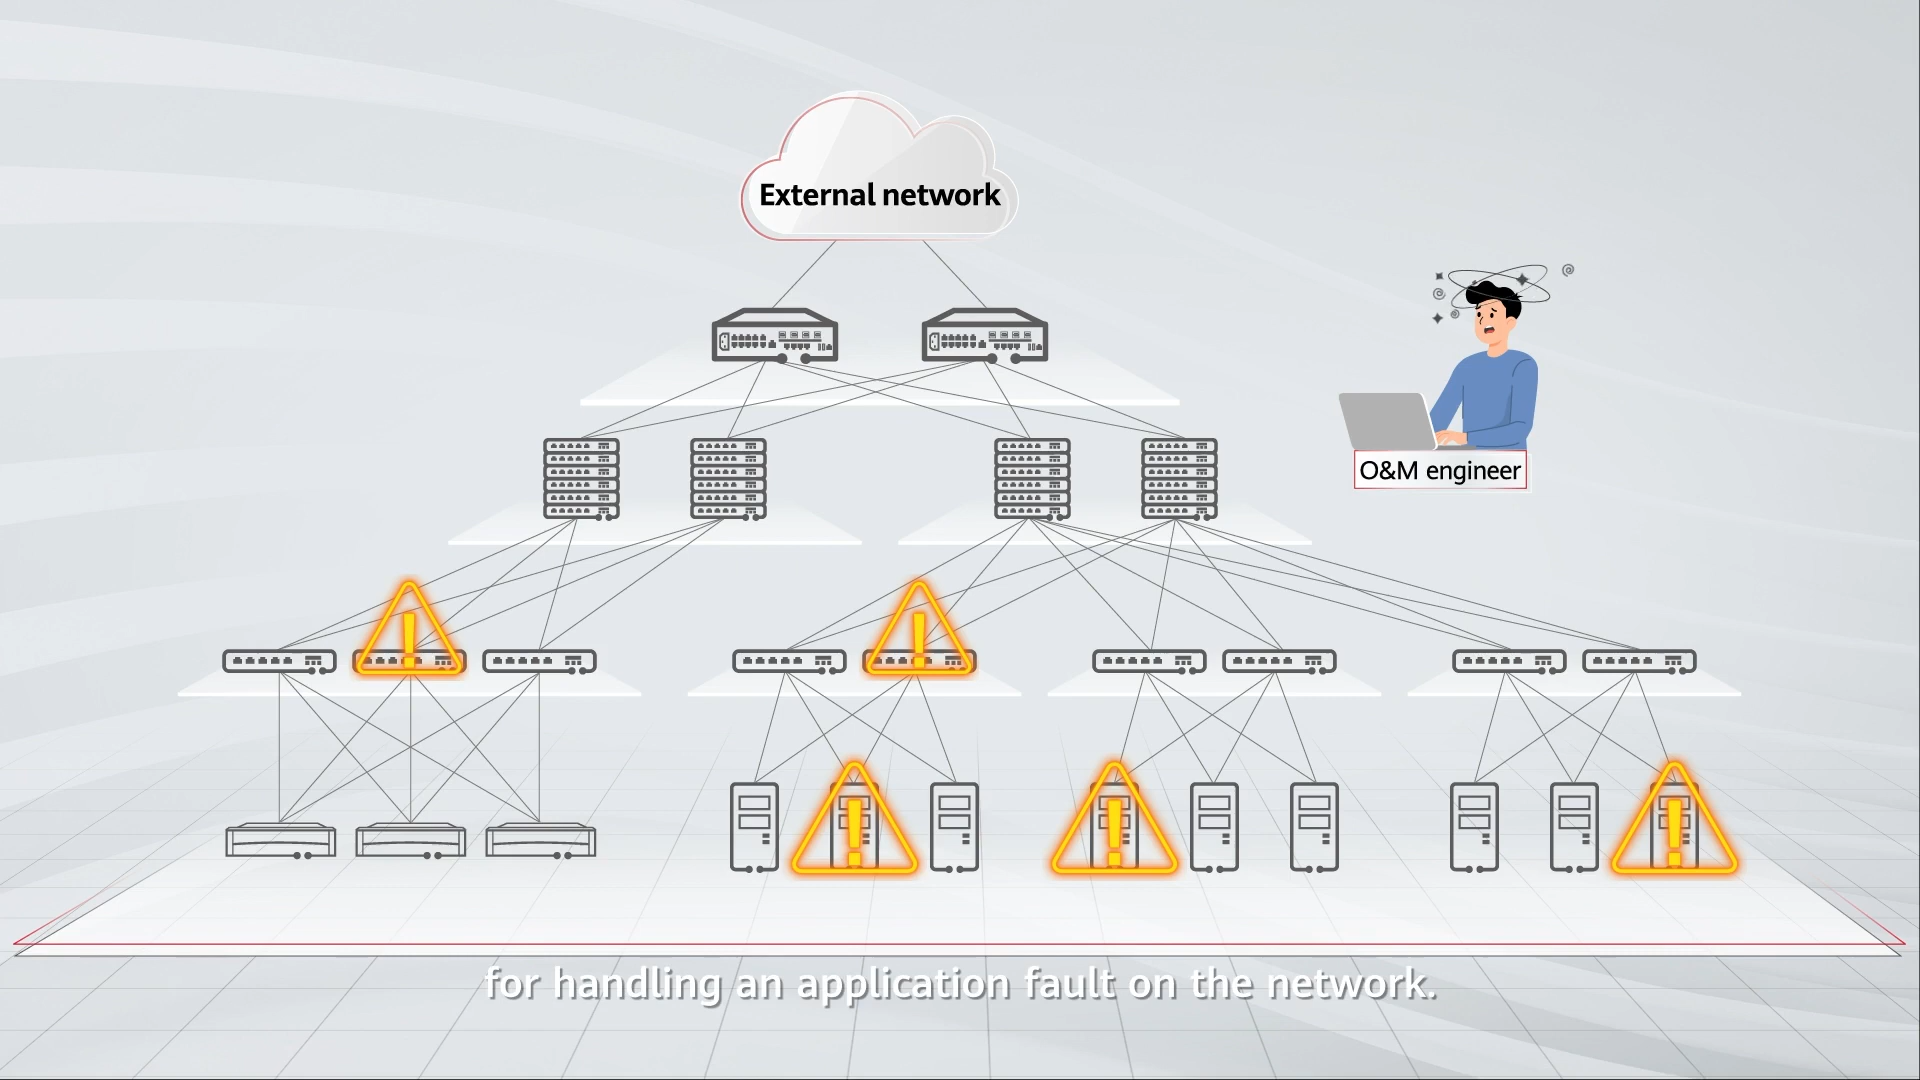 External network
O&M engineer
for handling an application fault on the network.